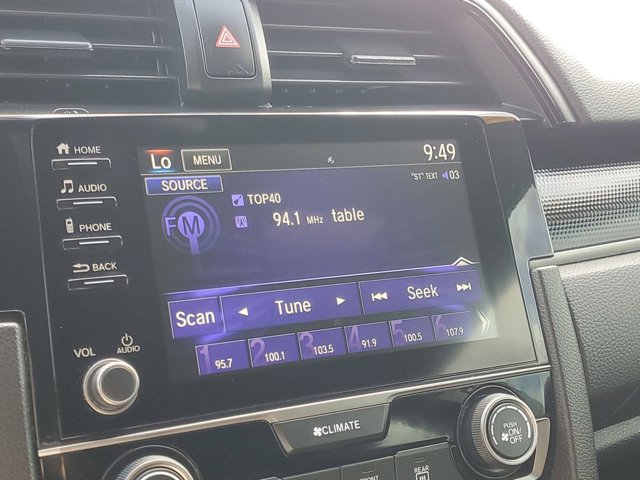 HOME
AUDIO
PHONE
BACK
VOL
AUDIO
Lo MENU 9:49
SOURCE "ST" TEXT 03
TOP40
FM 94.1 MHz table
Scan Tune Seek
1 95.7 2 100.1 3 103.5 4 91.9 5 100.5 6 107.9
CLIMATE
PUSH
ON/
OFF
FRONT
REAR